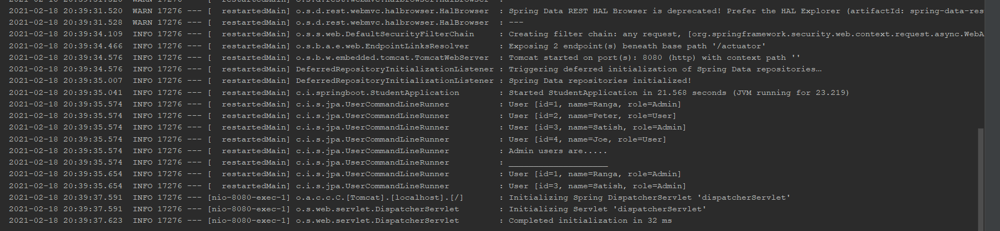 2021-02-18 20:39:31.520  WARN 17276 --- [  restartedMain] o.s.d.rest.webmvc.halbrowser.HalBrowser  :
2021-02-18 20:39:31.520  WARN 17276 --- [  restartedMain] o.s.d.rest.webmvc.halbrowser.HalBrowser  : Spring Data REST HAL Browser is deprecated! Prefer the HAL Explorer (artifactId: spring-data-res
2021-02-18 20:39:31.528  WARN 17276 --- [  restartedMain] o.s.d.rest.webmvc.halbrowser.HalBrowser  : ---
2021-02-18 20:39:34.109  INFO 17276 --- [  restartedMain] o.s.s.web.DefaultSecurityFilterChain     : Creating filter chain: any request, [org.springframework.security.web.context.request.async.WebA
2021-02-18 20:39:34.466  INFO 17276 --- [  restartedMain] o.s.b.a.e.web.EndpointLinksResolver      : Exposing 2 endpoint(s) beneath base path '/actuator'
2021-02-18 20:39:34.576  INFO 17276 --- [  restartedMain] o.s.b.w.embedded.tomcat.TomcatWebServer  : Tomcat started on port(s): 8080 (http) with context path ''
2021-02-18 20:39:34.576  INFO 17276 --- [  restartedMain] DeferredRepositoryInitializationListener : Triggering deferred initialization of Spring Data repositories…
2021-02-18 20:39:35.007  INFO 17276 --- [  restartedMain] DeferredRepositoryInitializationListener : Spring Data repositories initialized!
2021-02-18 20:39:35.041  INFO 17276 --- [  restartedMain] c.i.springboot.StudentApplication        : Started StudentApplication in 21.568 seconds (JVM running for 23.219)
2021-02-18 20:39:35.574  INFO 17276 --- [  restartedMain] c.i.s.jpa.UserCommandLineRunner          : User [id=1, name=Ranga, role=Admin]
2021-02-18 20:39:35.574  INFO 17276 --- [  restartedMain] c.i.s.jpa.UserCommandLineRunner          : User [id=2, name=Peter, role=User]
2021-02-18 20:39:35.574  INFO 17276 --- [  restartedMain] c.i.s.jpa.UserCommandLineRunner          : User [id=3, name=Satish, role=Admin]
2021-02-18 20:39:35.574  INFO 17276 --- [  restartedMain] c.i.s.jpa.UserCommandLineRunner          : User [id=4, name=Joe, role=User]
2021-02-18 20:39:35.574  INFO 17276 --- [  restartedMain] c.i.s.jpa.UserCommandLineRunner          : Admin users are.....
2021-02-18 20:39:35.574  INFO 17276 --- [  restartedMain] c.i.s.jpa.UserCommandLineRunner          : ____________________
2021-02-18 20:39:35.654  INFO 17276 --- [  restartedMain] c.i.s.jpa.UserCommandLineRunner          : User [id=1, name=Ranga, role=Admin]
2021-02-18 20:39:35.654  INFO 17276 --- [  restartedMain] c.i.s.jpa.UserCommandLineRunner          : User [id=3, name=Satish, role=Admin]
2021-02-18 20:39:37.591  INFO 17276 --- [nio-8080-exec-1] o.a.c.c.C.[Tomcat].[localhost].[/]       : Initializing Spring DispatcherServlet 'dispatcherServlet'
2021-02-18 20:39:37.591  INFO 17276 --- [nio-8080-exec-1] o.s.web.servlet.DispatcherServlet        : Initializing Servlet 'dispatcherServlet'
2021-02-18 20:39:37.623  INFO 17276 --- [nio-8080-exec-1] o.s.web.servlet.DispatcherServlet        : Completed initialization in 32 ms